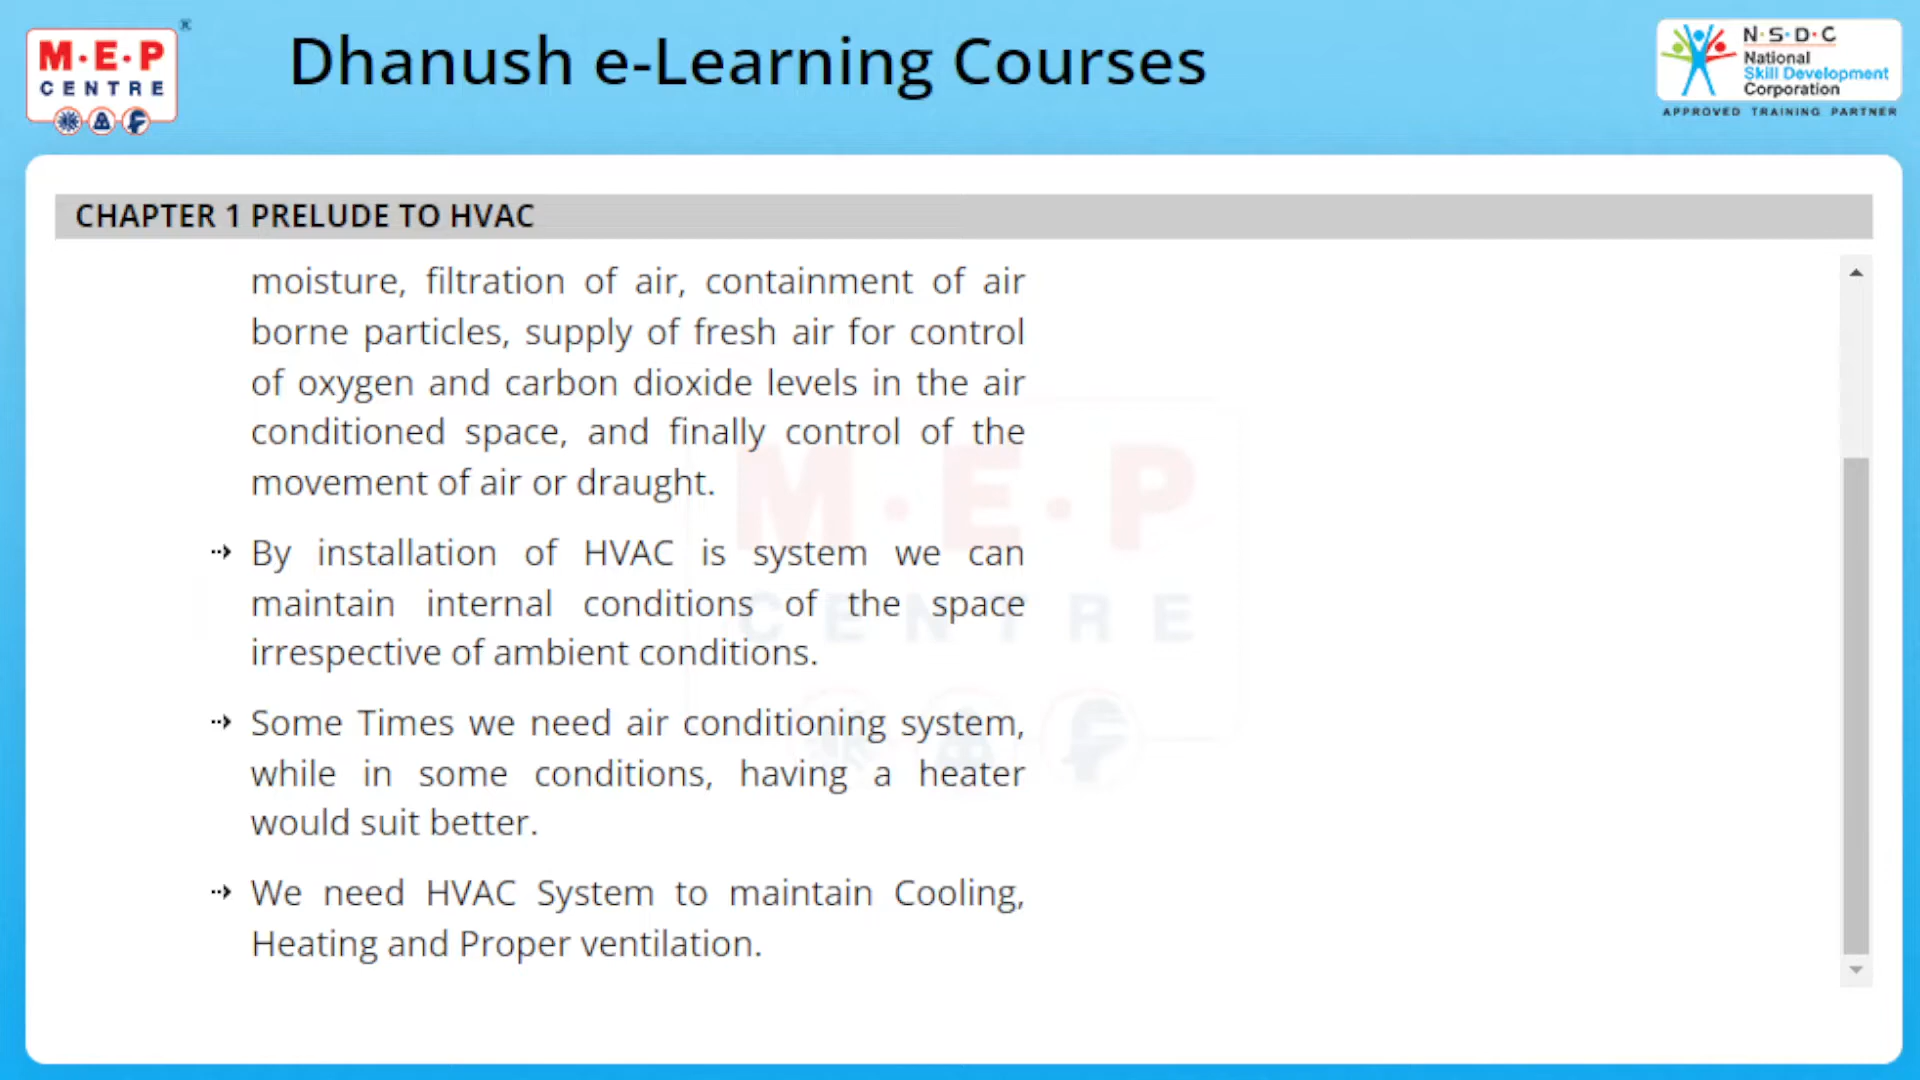 M·E·P
CENTRE
Dhanush e-Learning Courses
N·S·D·C
National
Skill Development
Corporation
APPROVED TRAINING PARTNER
CHAPTER 1 PRELUDE TO HVAC
moisture, filtration of air, containment of air
borne particles, supply of fresh air for control
of oxygen and carbon dioxide levels in the air
conditioned space, and finally control of the
movement of air or draught.
⇢ By installation of HVAC is system we can
maintain internal conditions of the space
irrespective of ambient conditions.
⇢ Some Times we need air conditioning system,
while in some conditions, having a heater
would suit better.
⇢ We need HVAC System to maintain Cooling,
Heating and Proper ventilation.
M·E·P
CENTRE